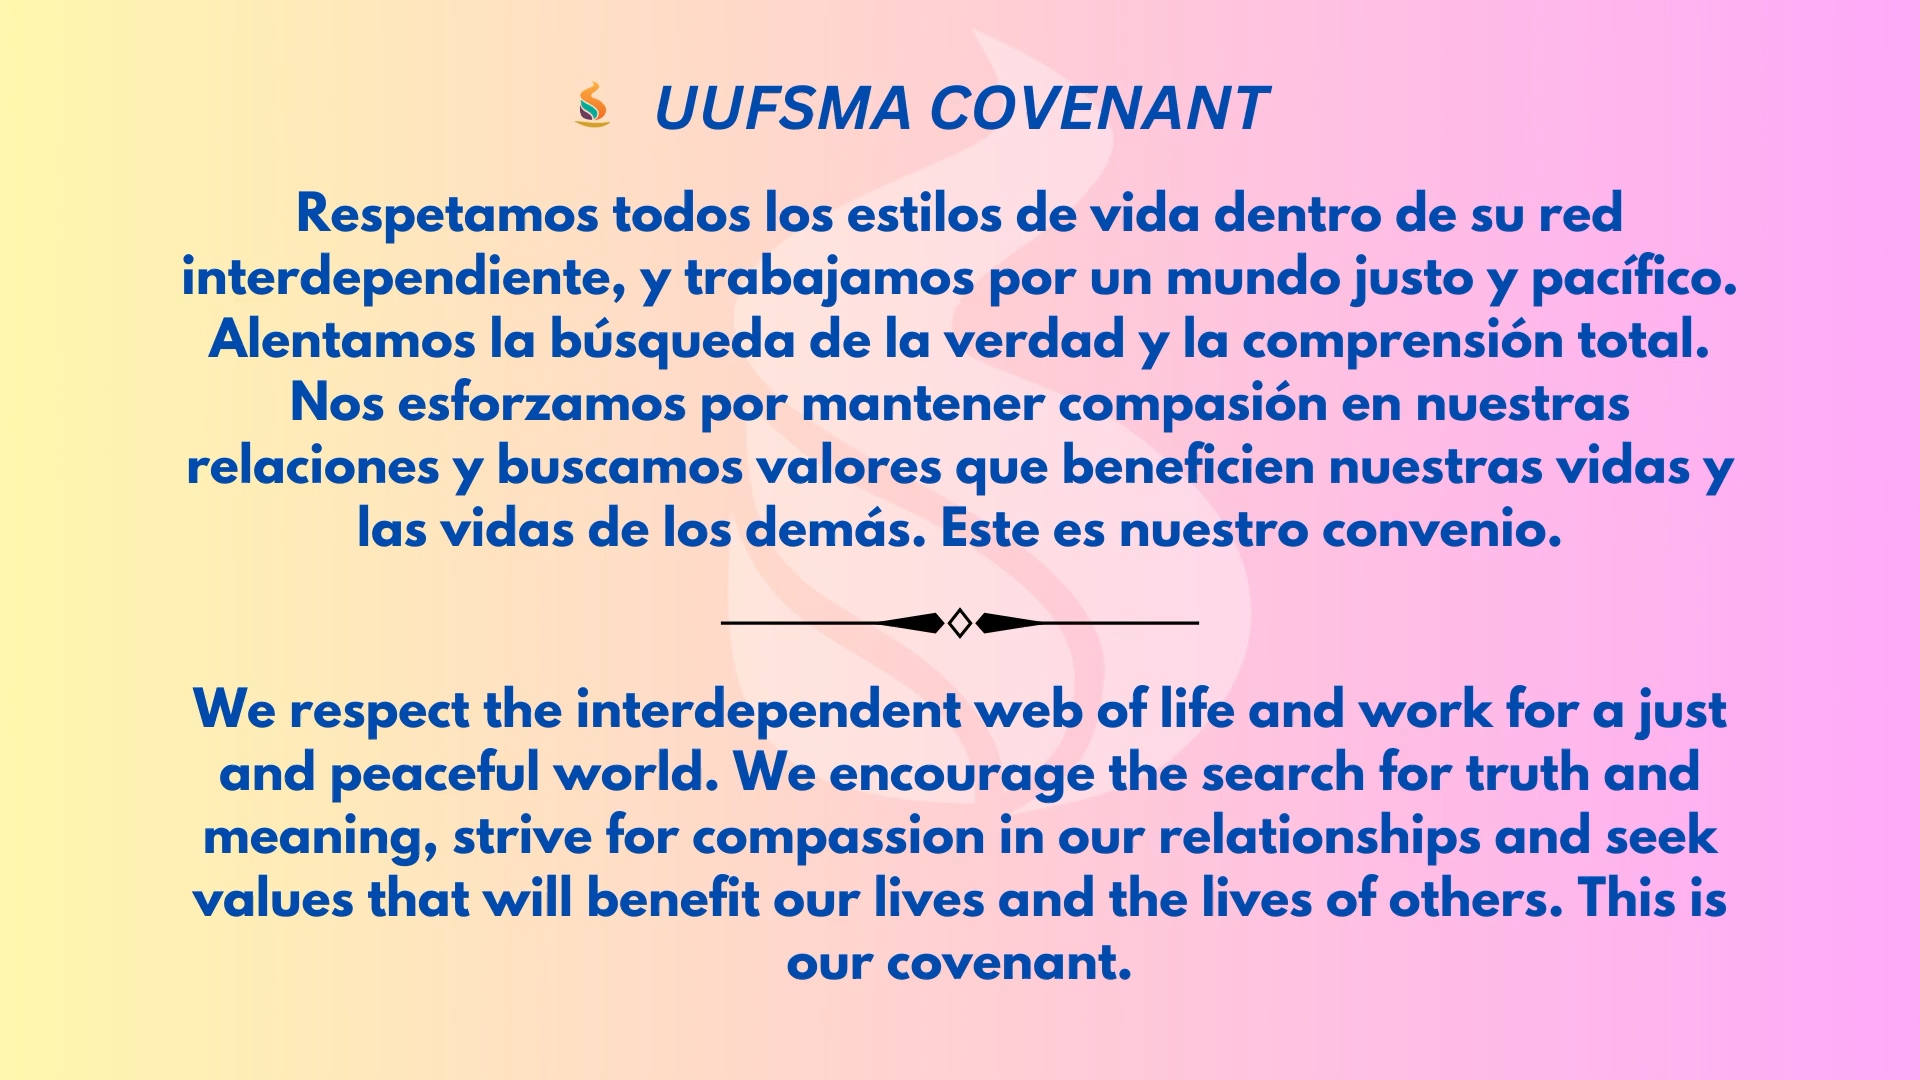 UUFSMA COVENANT
Respetamos todos los estilos de vida dentro de su red
interdependiente, y trabajamos por un mundo justo y pacífico.
Alentamos la búsqueda de la verdad y la comprensión total.
Nos esforzamos por mantener compasión en nuestras
relaciones y buscamos valores que beneficien nuestras vidas y
las vidas de los demás. Este es nuestro convenio.
We respect the interdependent web of life and work for a just
and peaceful world. We encourage the search for truth and
meaning, strive for compassion in our relationships and seek
values that will benefit our lives and the lives of others. This is
our covenant.